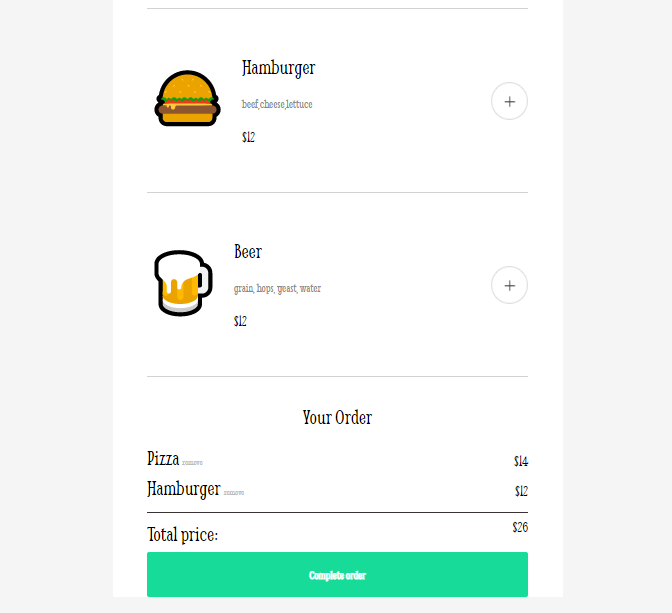 Hamburger
beef,cheese,lettuce
$12
Beer
grain, hops, yeast, water
$12
Your Order
Pizza remove $14
Hamburger remove $12
Total price: $26
Complete order